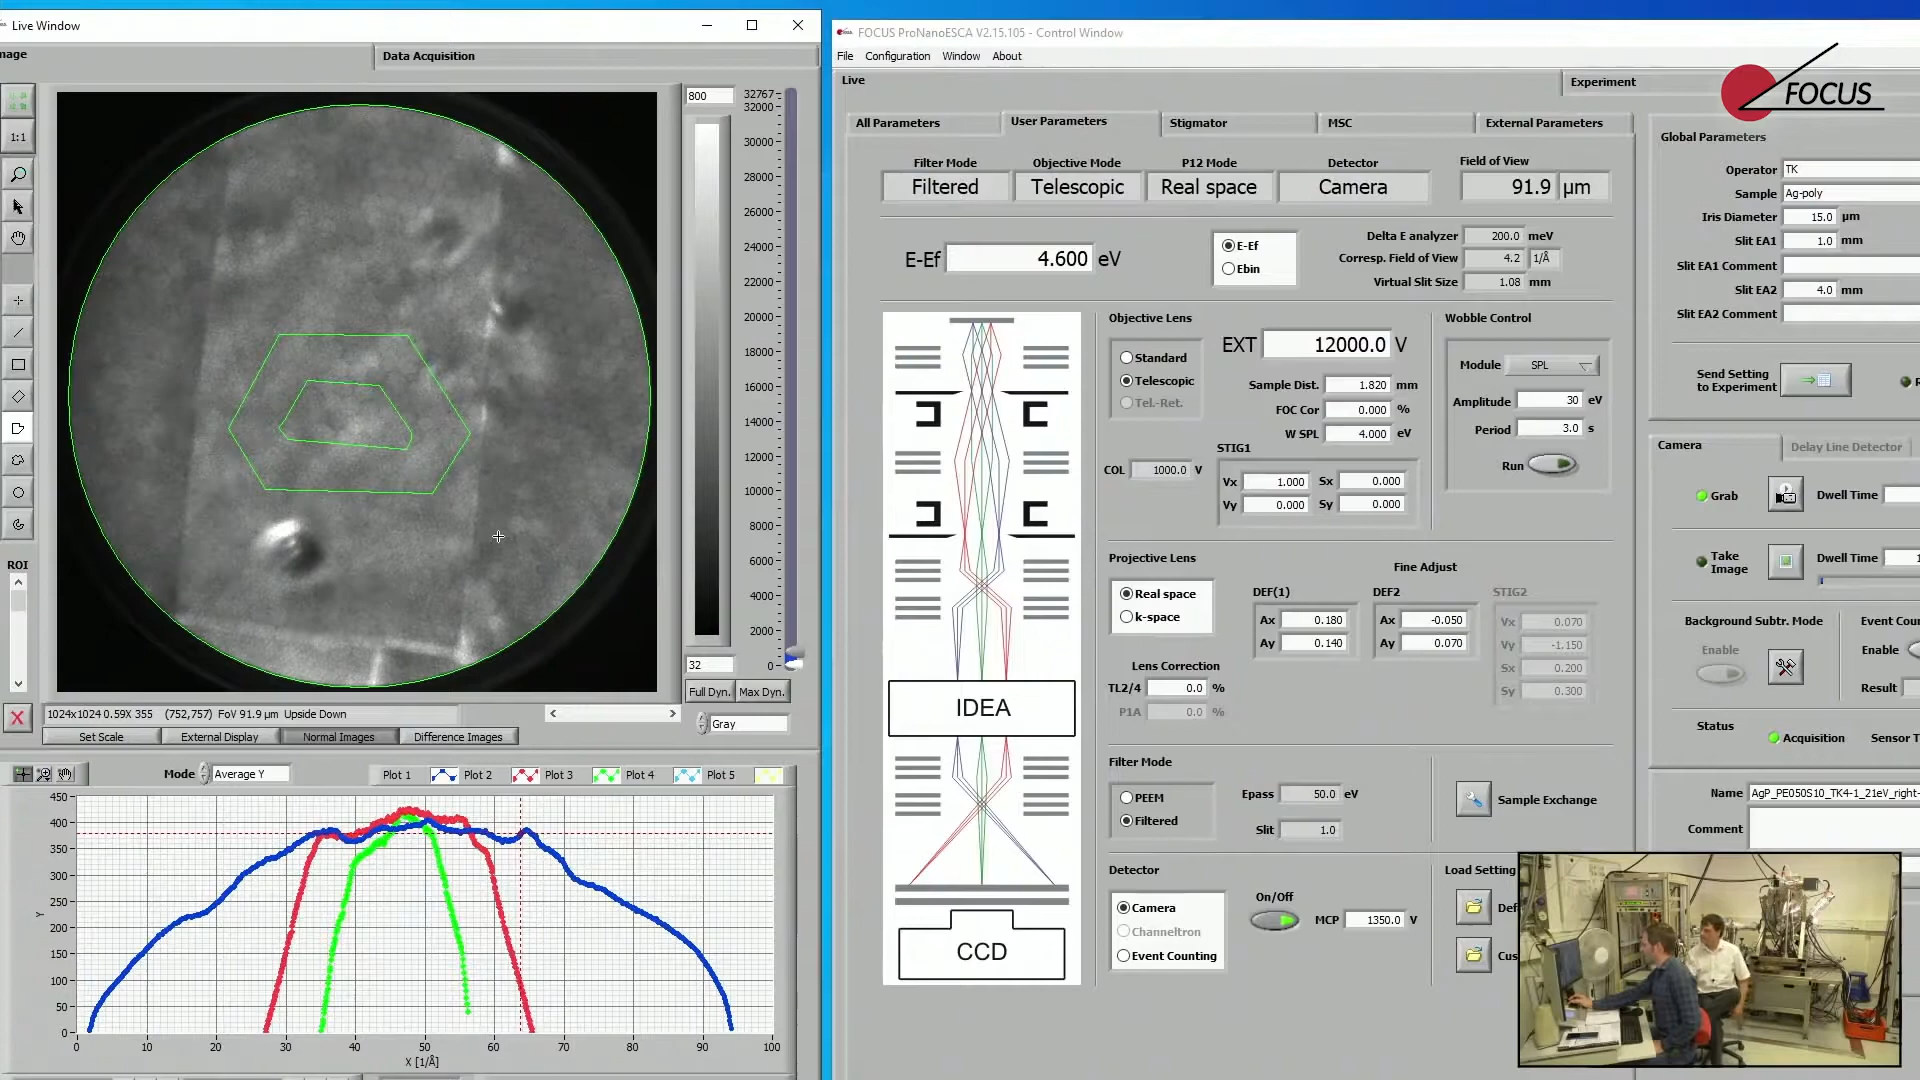 Live Window
mage
Data Acquisition
1:1
ROI
800
32767
32000
30000
28000
26000
24000
22000
20000
18000
16000
14000
12000
10000
8000
6000
4000
2000
0
32
Full Dyn.
Max Dyn.
Gray
1024x1024 0.59X 355 (752,757) FoV 91.9 µm Upside Down
Set Scale
External Display
Normal Images
Difference Images
Mode
Average Y
Plot 1
Plot 2
Plot 3
Plot 4
Plot 5
450
400
350
300
250
200
150
100
50
0
Y
0 10 20 30 40 50 60 70 80 90 100
X [1/Å]
FOCUS ProNanoESCA V2.15.105 - Control Window
File Configuration Window About
Live
Experiment
FOCUS
All Parameters
User Parameters
Stigmator
MSC
External Parameters
Filter Mode
Filtered
Objective Mode
Telescopic
P12 Mode
Real space
Detector
Camera
Field of View
91.9 µm
E-Ef 4.600 eV
E-Ef
Ebin
Delta E analyzer 200.0 meV
Corresp. Field of View 4.2 1/Å
Virtual Slit Size 1.08 mm
Objective Lens
Standard
Telescopic
Tel.-Ret.
COL 1000.0 V
EXT 12000.0 V
Sample Dist. 1.820 mm
FOC Cor 0.000 %
W SPL 4.000 eV
STIG1
Vx 1.000 Sx 0.000
Vy 0.000 Sy 0.000
Wobble Control
Module SPL
Amplitude 30 eV
Period 3.0 s
Run
Projective Lens
Real space
k-space
Fine Adjust
DEF(1)
Ax 0.180
Ay 0.140
DEF2
Ax -0.050
Ay 0.070
STIG2
Vx 0.070
Vy -1.150
Sx 0.200
Sy 0.300
Lens Correction
TL2/4 0.0 %
P1A 0.0 %
IDEA
CCD
Filter Mode
PEEM
Filtered
Epass 50.0 eV
Slit 1.0
Sample Exchange
Detector
Camera
Channeltron
Event Counting
On/Off
MCP 1350.0 V
Load Setting
Def
Cus
Global Parameters
Operator TK
Sample Ag-poly
Iris Diameter 15.0 µm
Slit EA1 1.0 mm
Slit EA1 Comment
Slit EA2 4.0 mm
Slit EA2 Comment
Send Setting
to Experiment
R
Camera
Delay Line Detector
Grab
Dwell Time
Take
Image
Dwell Time 1
Background Subtr. Mode
Enable
Event Cou
Enable
Result
Status
Acquisition
Sensor T
Name AgP_PE050S10_TK4-1_21eV_right-
Comment